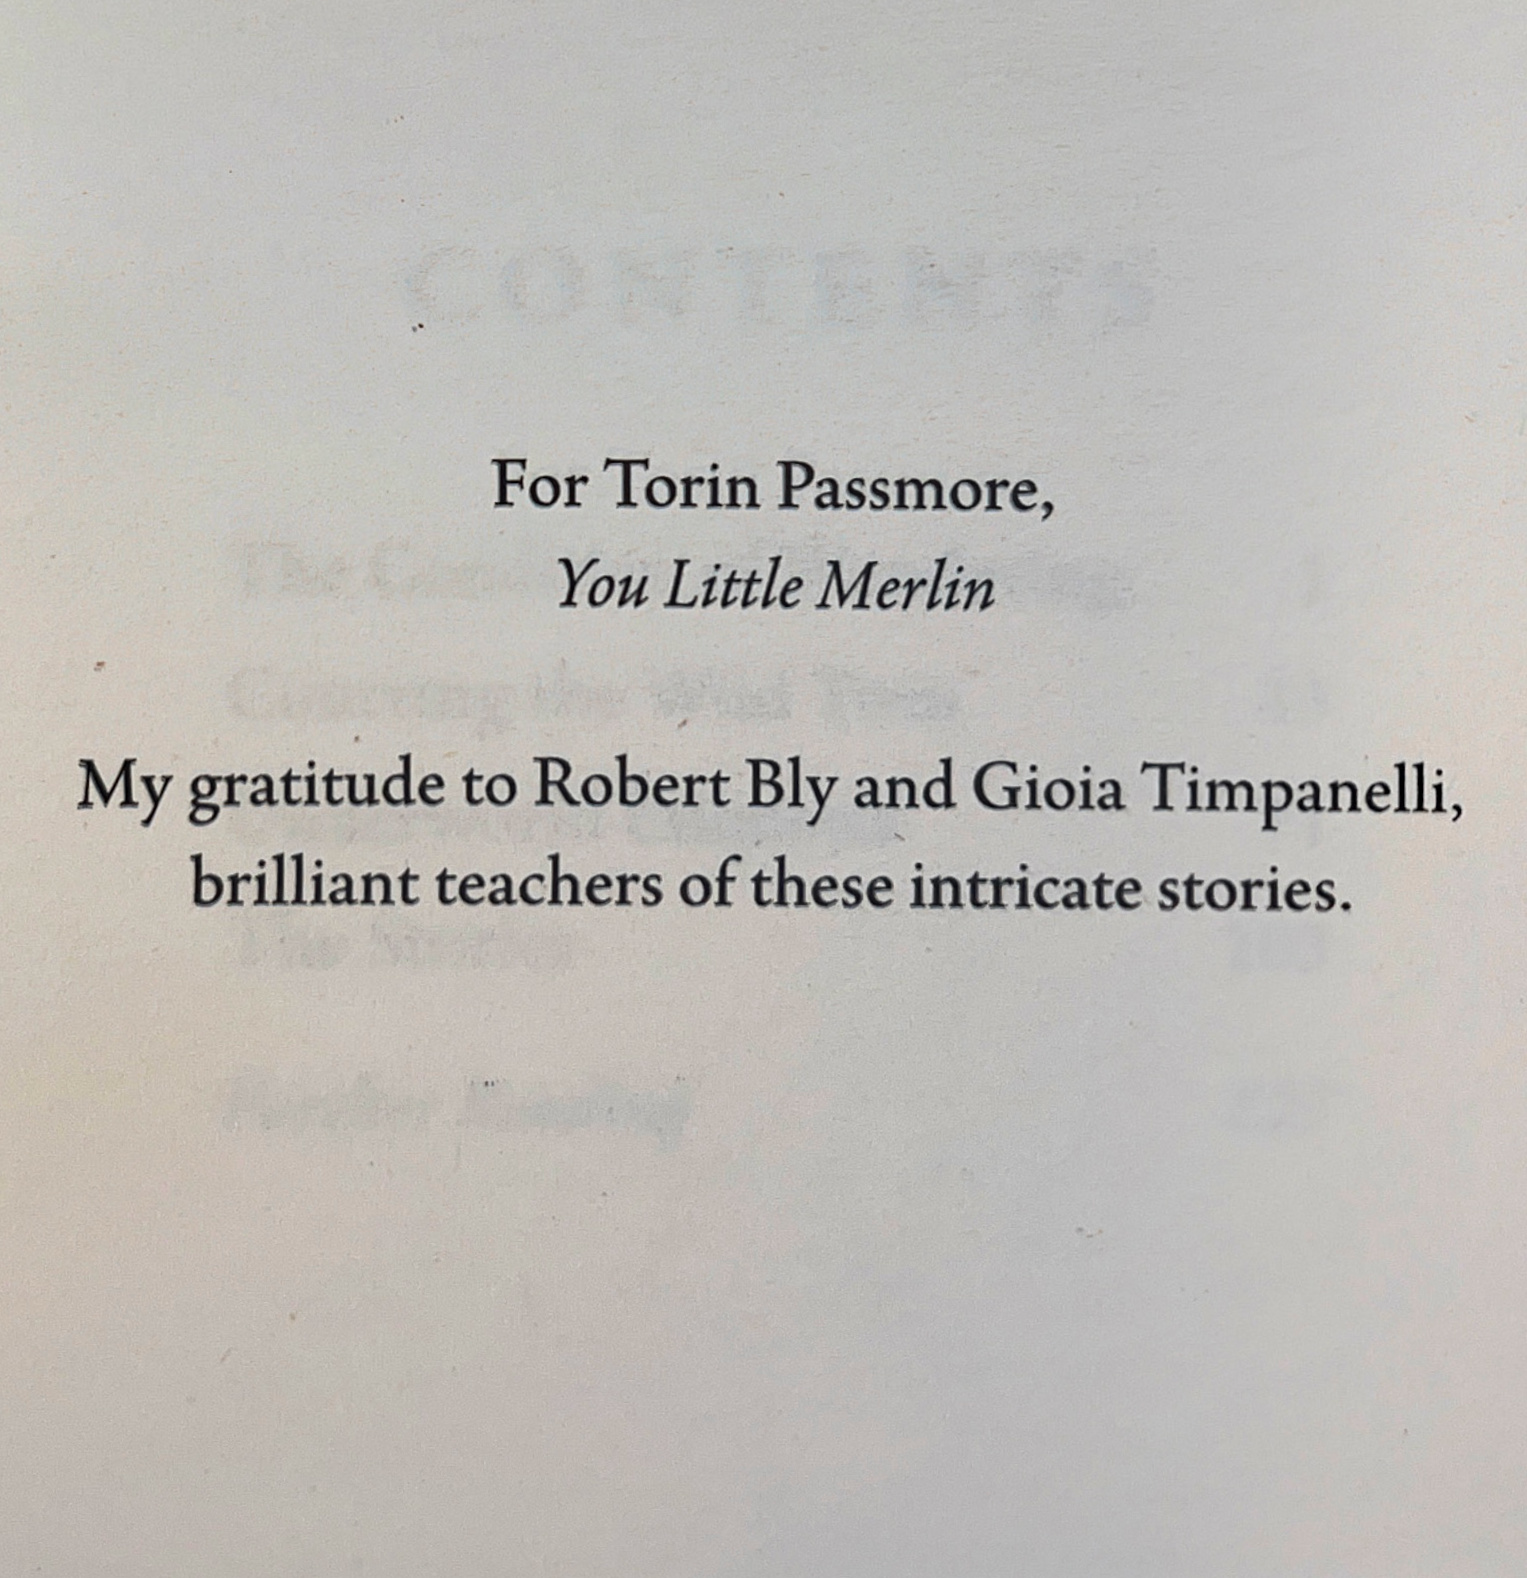 CONTENTS
For Torin Passmore,
You Little Merlin
My gratitude to Robert Bly and Gioia Timpanelli,
brilliant teachers of these intricate stories.